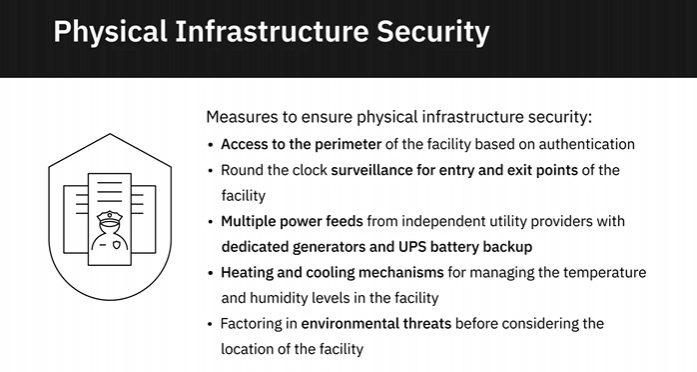 Physical Infrastructure Security
Measures to ensure physical infrastructure security:
• Access to the perimeter of the facility based on authentication
• Round the clock surveillance for entry and exit points of the
facility
• Multiple power feeds from independent utility providers with
dedicated generators and UPS battery backup
• Heating and cooling mechanisms for managing the temperature
and humidity levels in the facility
• Factoring in environmental threats before considering the
location of the facility